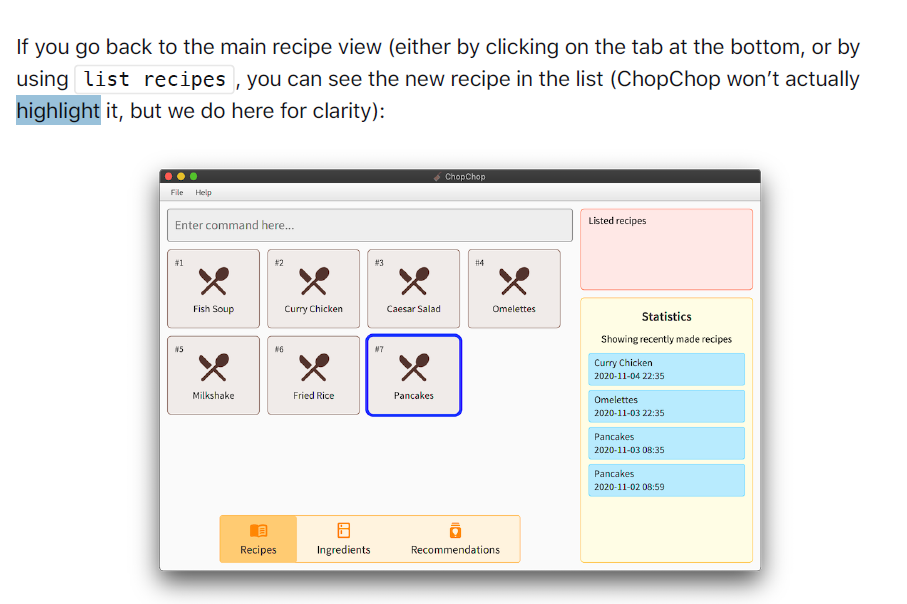 If you go back to the main recipe view (either by clicking on the tab at the bottom, or by
using list recipes, you can see the new recipe in the list (ChopChop won’t actually
highlight it, but we do here for clarity):
ChopChop
File Help
Enter command here...
Listed recipes
#1
Fish Soup
#2
Curry Chicken
#3
Caesar Salad
#4
Omelettes
#5
Milkshake
#6
Fried Rice
#7
Pancakes
Statistics
Showing recently made recipes
Curry Chicken
2020-11-04 22:35
Omelettes
2020-11-03 22:35
Pancakes
2020-11-03 08:35
Pancakes
2020-11-02 08:59
Recipes
Ingredients
Recommendations